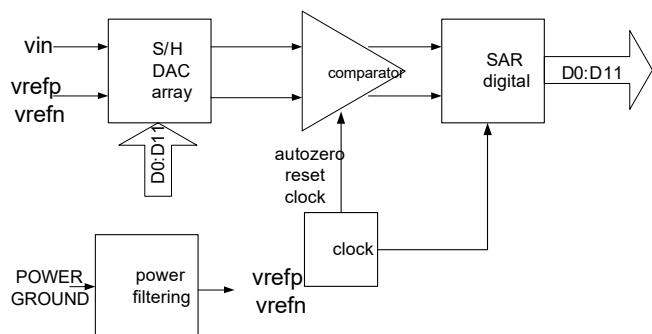 vin
vrefp
vrefn
S/H
DAC
array
D0:D11
comparator
autozero
reset
clock
SAR
digital
D0:D11
clock
POWER
GROUND
power
filtering
vrefp
vrefn